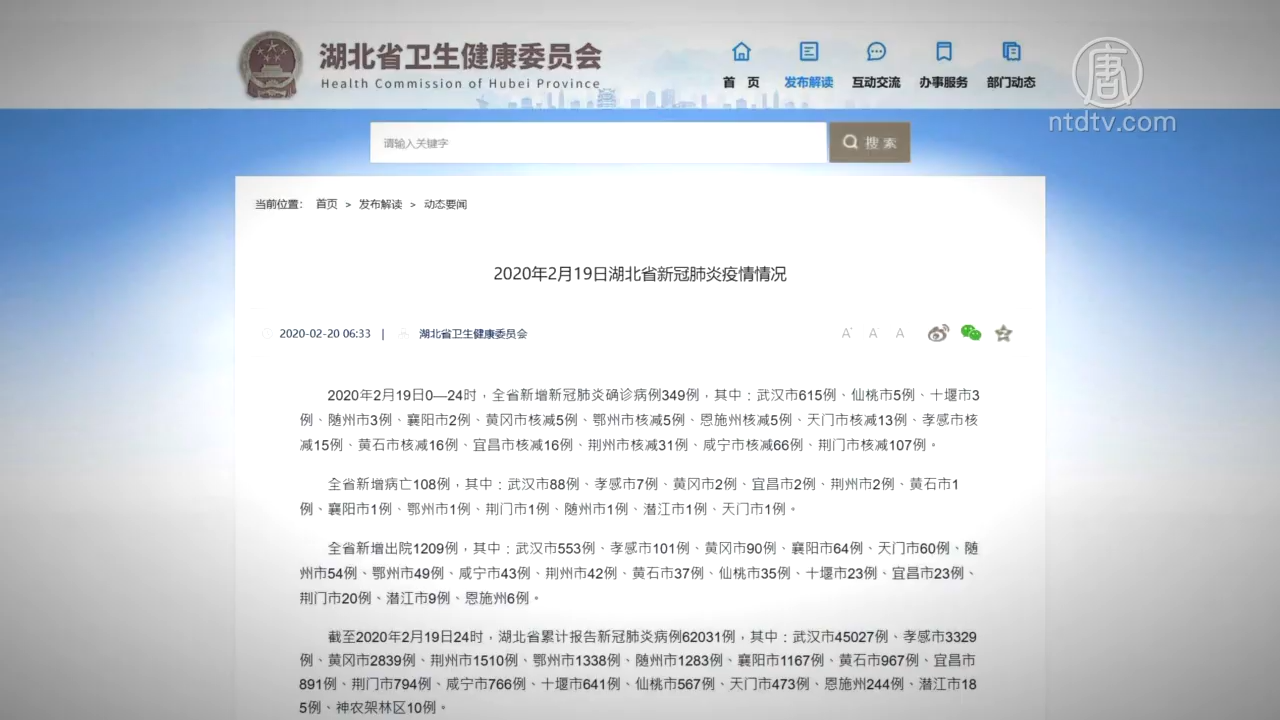 湖北省卫生健康委员会
Health Commission of Hubei Province
首 页 发布解读 互动交流 办事服务 部门动态
唐
ntdtv.com
请输入关键字
搜 索
当前位置： 首页 > 发布解读 > 动态要闻
2020年2月19日湖北省新冠肺炎疫情情况
2020-02-20 06:33 | 湖北省卫生健康委员会
A+ A A-
2020年2月19日0—24时，全省新增新冠肺炎确诊病例349例，其中：武汉市615例、仙桃市5例、十堰市3
例、随州市3例、襄阳市2例、黄冈市核减5例、鄂州市核减5例、恩施州核减5例、天门市核减13例、孝感市核
减15例、黄石市核减16例、宜昌市核减16例、荆州市核减31例、咸宁市核减66例、荆门市核减107例。
全省新增病亡108例，其中：武汉市88例、孝感市7例、黄冈市2例、宜昌市2例、荆州市2例、黄石市1
例、襄阳市1例、鄂州市1例、荆门市1例、随州市1例、潜江市1例、天门市1例。
全省新增出院1209例，其中：武汉市553例、孝感市101例、黄冈市90例、襄阳市64例、天门市60例、随
州市54例、鄂州市49例、咸宁市43例、荆州市42例、黄石市37例、仙桃市35例、十堰市23例、宜昌市23例、
荆门市20例、潜江市9例、恩施州6例。
截至2020年2月19日24时，湖北省累计报告新冠肺炎病例62031例，其中：武汉市45027例、孝感市3329
例、黄冈市2839例、荆州市1510例、鄂州市1338例、随州市1283例、襄阳市1167例、黄石市967例、宜昌市
891例、荆门市794例、咸宁市766例、十堰市641例、仙桃市567例、天门市473例、恩施州244例、潜江市18
5例、神农架林区10例。